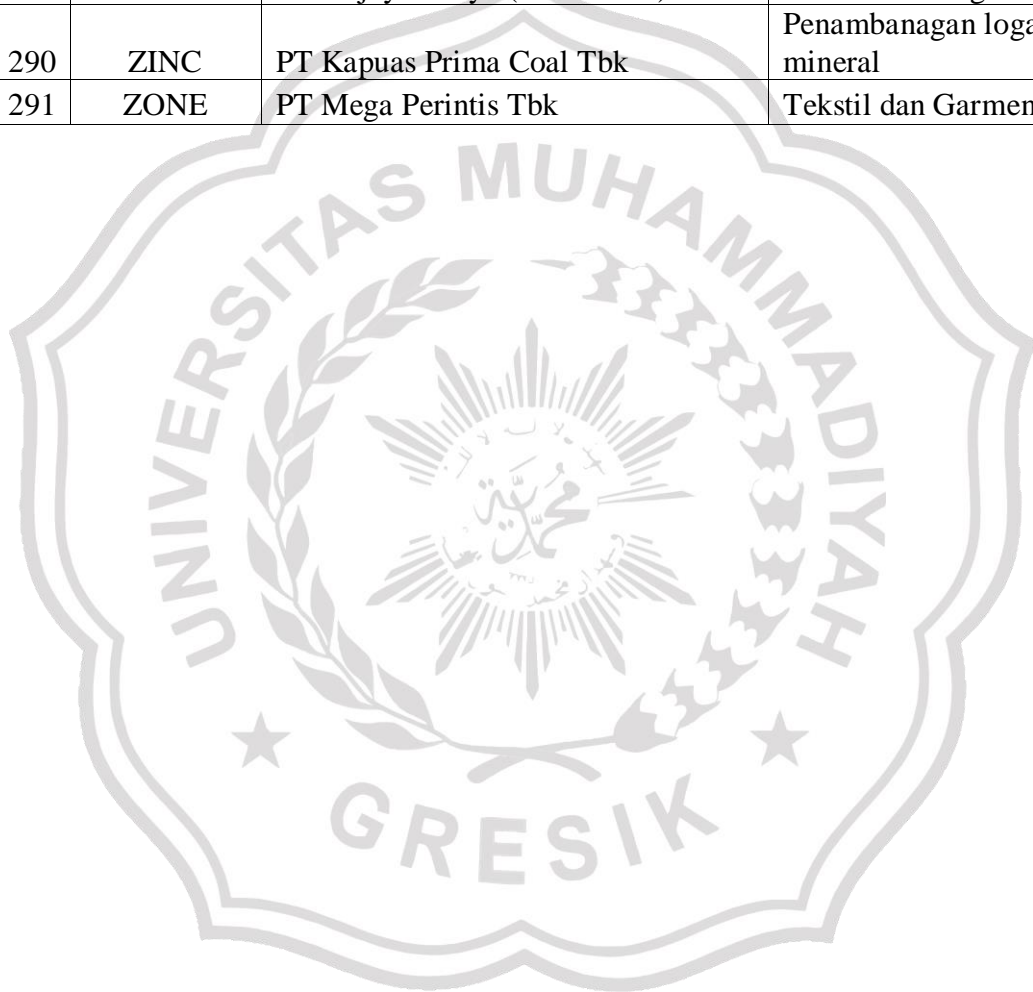 290 ZINC PT Kapuas Prima Coal Tbk Penambanagan loga
mineral
291 ZONE PT Mega Perintis Tbk Tekstil dan Garmen
UNIVERSITAS MUHAMMADIYAH
GRESIK